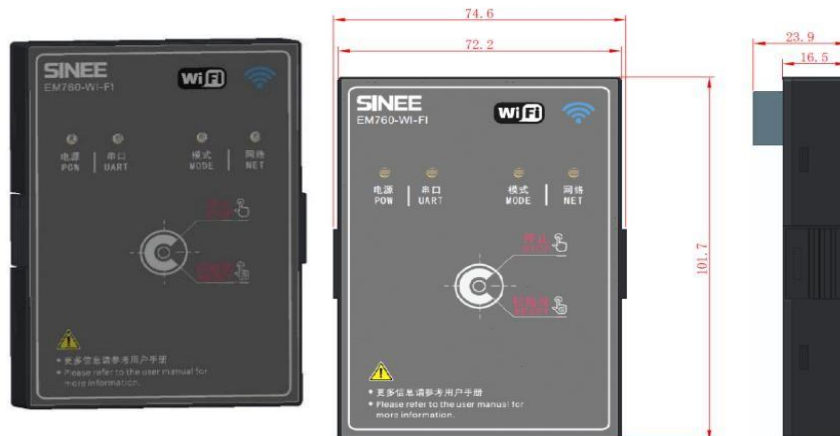 SINEE
EM760-WI-FI
WiFi
电源
POW
串口
UART
模式
MODE
网络
NET
更多信息请参考用户手册
Please refer to the user manual for
more information.
74.6
72.2
SINEE
EM760-WI-FI
WiFi
电源
POW
串口
UART
模式
MODE
网络
NET
停止
更多信息请参考用户手册
Please refer to the user manual for
more information.
101.7
23.9
16.5